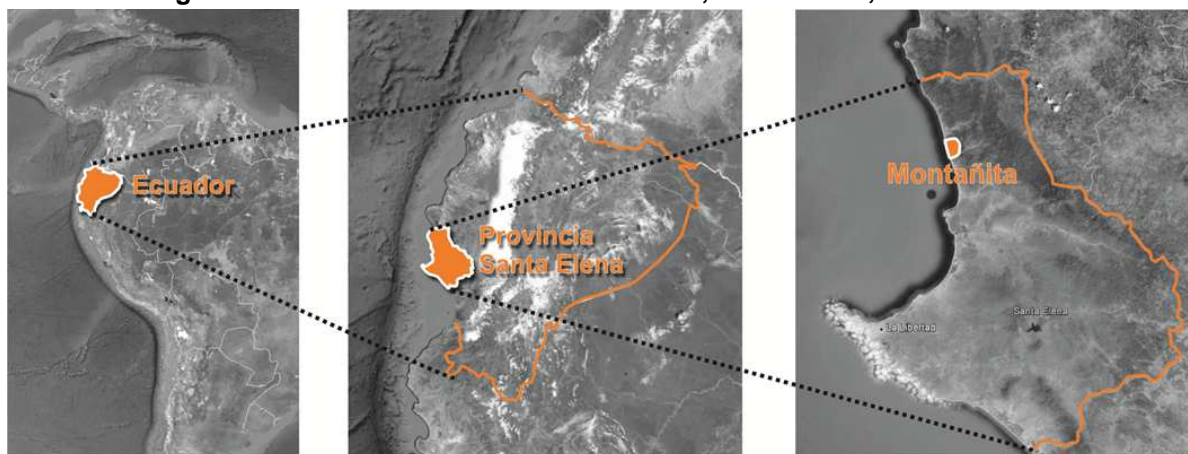 Ecuador
Provincia
Santa Elena
Montañita
La Libertad
Santa Elena